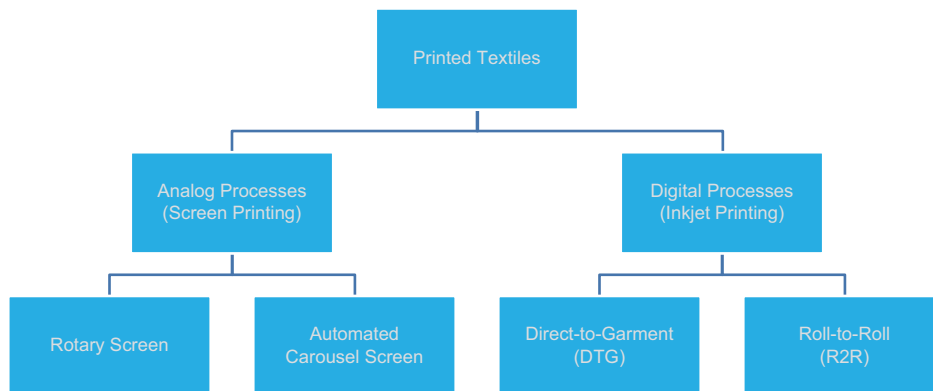 Printed Textiles
Analog Processes
(Screen Printing)
Digital Processes
(Inkjet Printing)
Rotary Screen
Automated
Carousel Screen
Direct-to-Garment
(DTG)
Roll-to-Roll
(R2R)